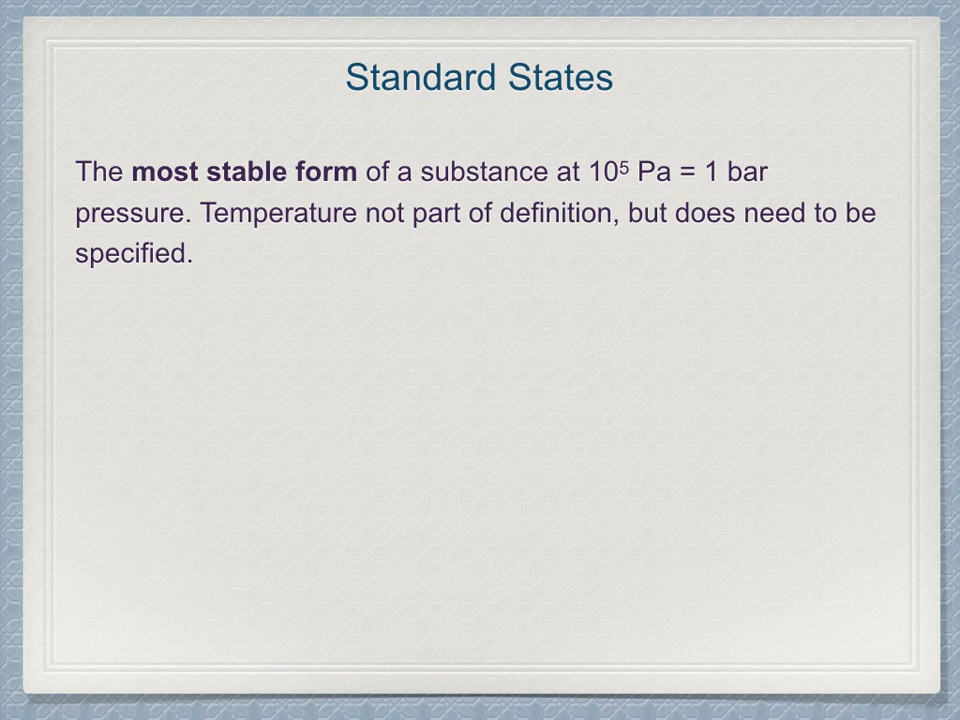 Standard States
The most stable form of a substance at 10⁵ Pa = 1 bar
pressure. Temperature not part of definition, but does need to be
specified.